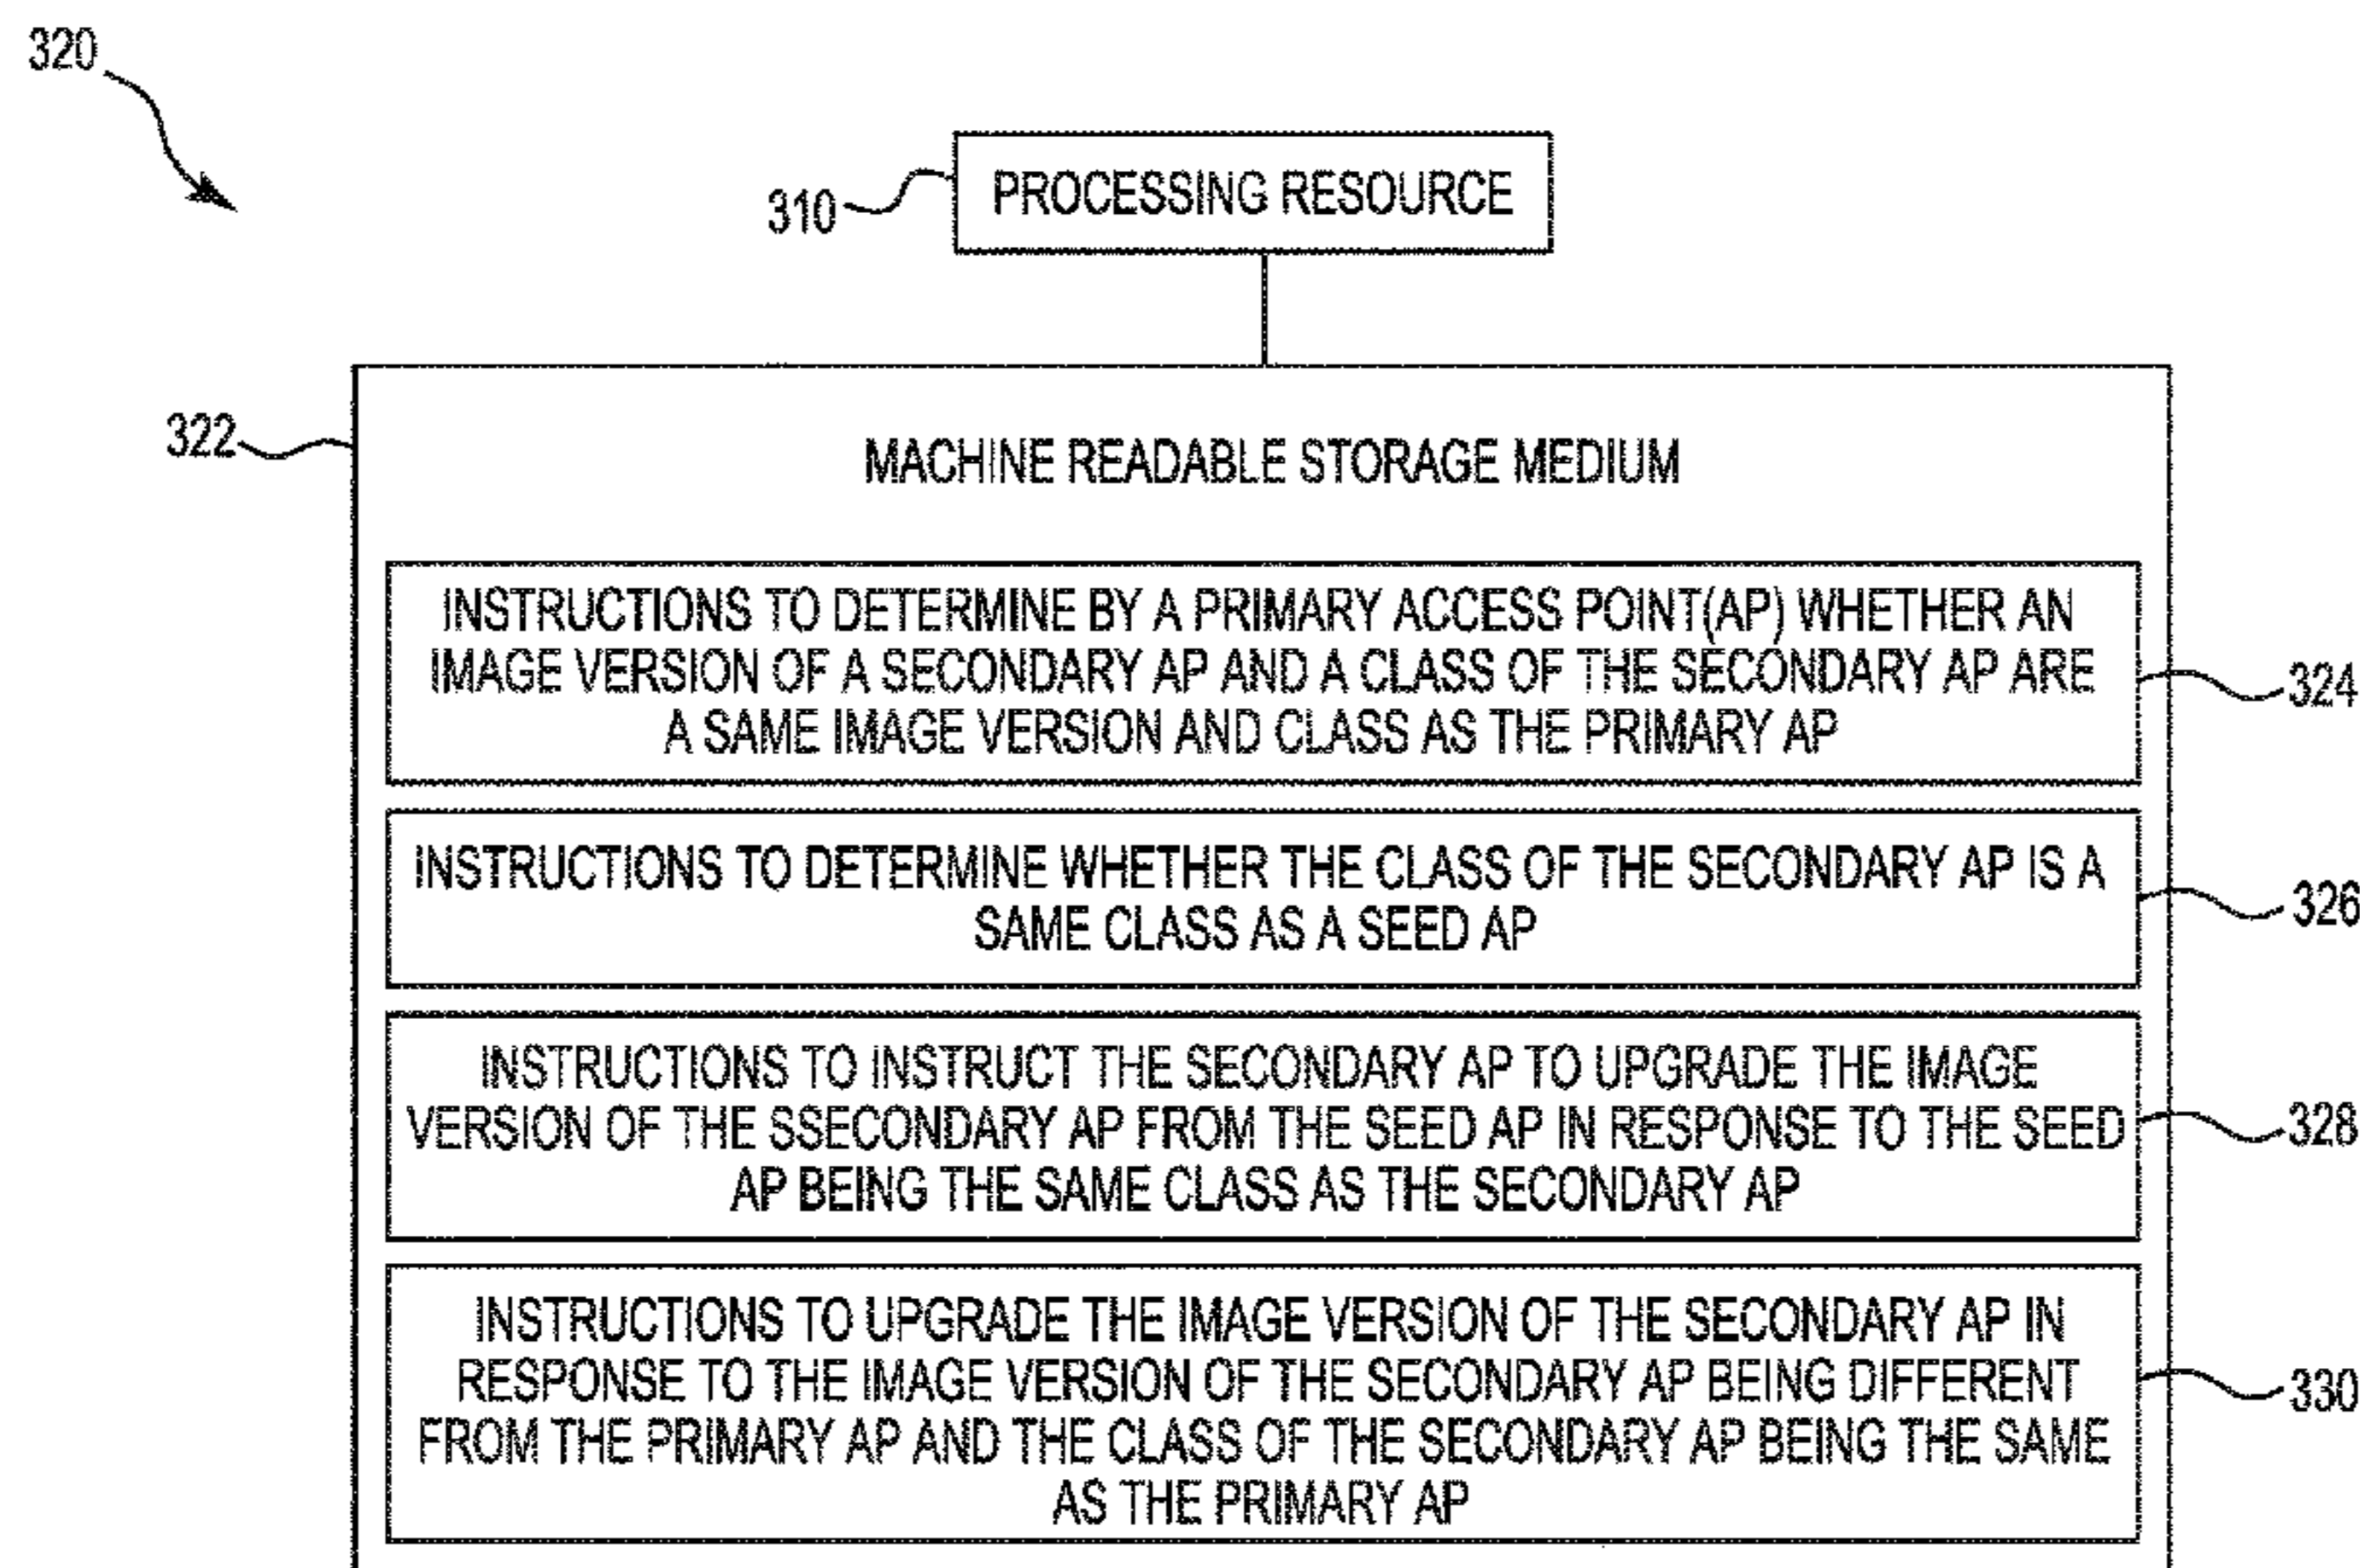 320
310
PROCESSING RESOURCE
322
MACHINE READABLE STORAGE MEDIUM
INSTRUCTIONS TO DETERMINE BY A PRIMARY ACCESS POINT(AP) WHETHER AN
IMAGE VERSION OF A SECONDARY AP AND A CLASS OF THE SECONDARY AP ARE
A SAME IMAGE VERSION AND CLASS AS THE PRIMARY AP
324
INSTRUCTIONS TO DETERMINE WHETHER THE CLASS OF THE SECONDARY AP IS A
SAME CLASS AS A SEED AP
326
INSTRUCTIONS TO INSTRUCT THE SECONDARY AP TO UPGRADE THE IMAGE
VERSION OF THE SSECONDARY AP FROM THE SEED AP IN RESPONSE TO THE SEED
AP BEING THE SAME CLASS AS THE SECONDARY AP
328
INSTRUCTIONS TO UPGRADE THE IMAGE VERSION OF THE SECONDARY AP IN
RESPONSE TO THE IMAGE VERSION OF THE SECONDARY AP BEING DIFFERENT
FROM THE PRIMARY AP AND THE CLASS OF THE SECONDARY AP BEING THE SAME
AS THE PRIMARY AP
330